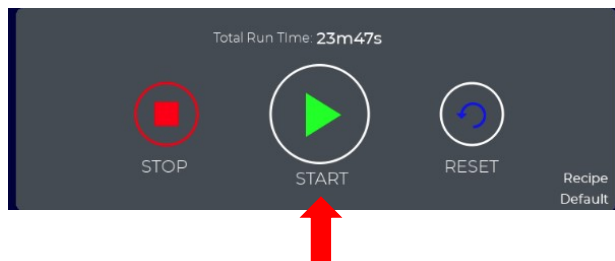 Total Run TIme: 23m47s
STOP
START
RESET
Recipe
Default